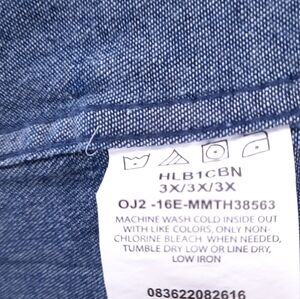 HLB1CBN
3X/3X/3X
OJ2 -16E-MMTH38563
MACHINE WASH COLD INSIDE OUT
WITH LIKE COLORS, ONLY NON-
CHLORINE BLEACH WHEN NEEDED,
TUMBLE DRY LOW OR LINE DRY,
LOW IRON
083622082616